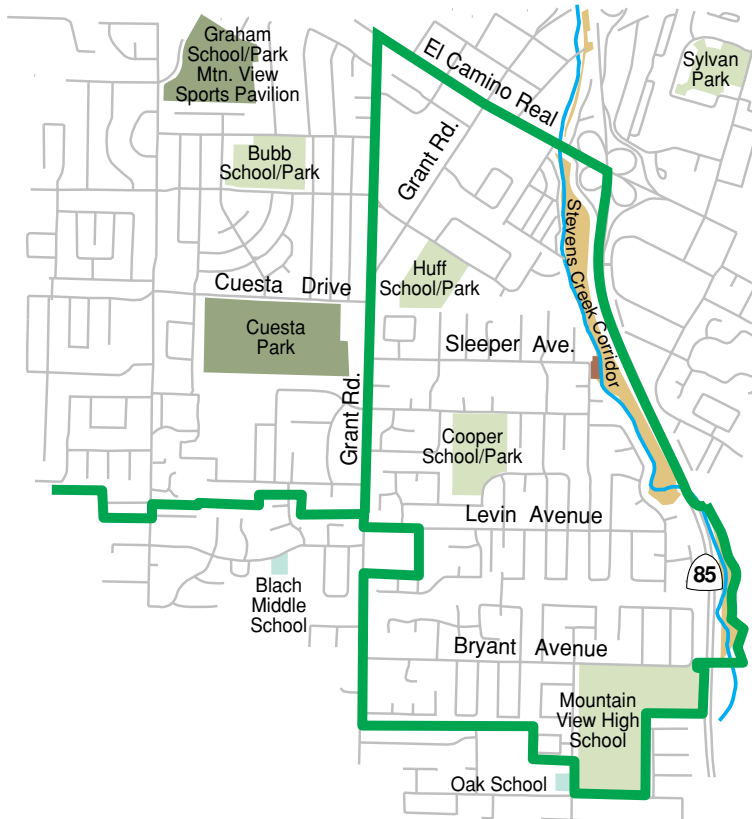 Graham
School/Park
Mtn. View
Sports Pavilion
El Camino Real
Sylvan
Park
Grant Rd.
Bubb
School/Park
Stevens Creek Corridor
Huff
School/Park
Cuesta Drive
Cuesta
Park
Sleeper Ave.
Grant Rd.
Cooper
School/Park
Levin Avenue
85
Blach
Middle
School
Bryant Avenue
Mountain
View High
School
Oak School